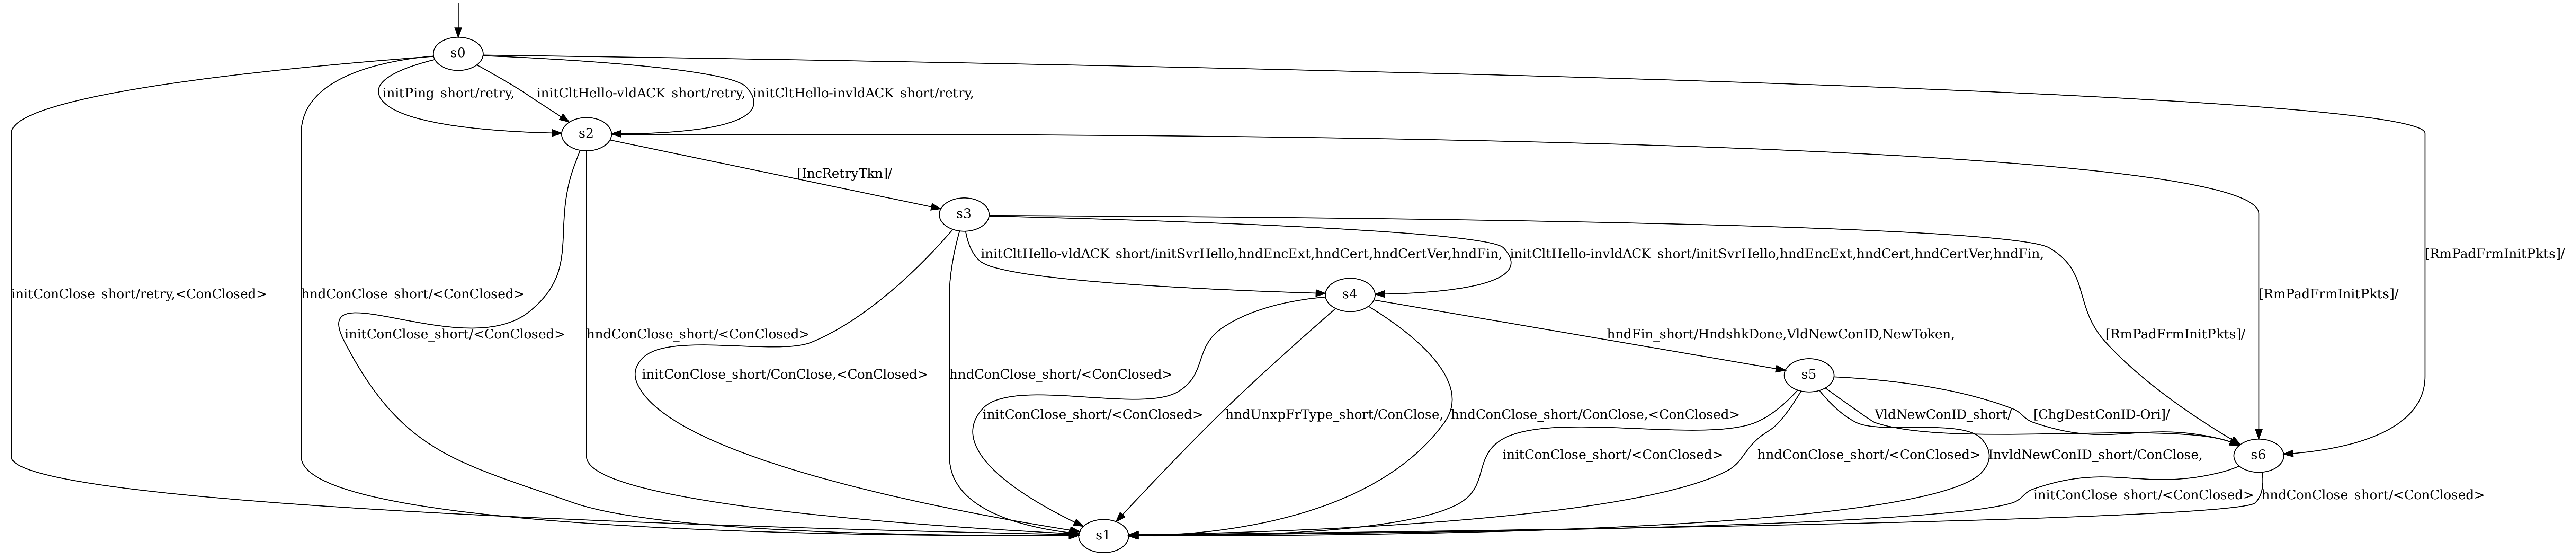 s0
initPing_short/retry,
initCltHello-vldACK_short/retry,
initCltHello-invldACK_short/retry,
s2
[IncRetryTkn]/
s3
initCltHello-vldACK_short/initSvrHello,hndEncExt,hndCert,hndCertVer,hndFin,
initCltHello-invldACK_short/initSvrHello,hndEncExt,hndCert,hndCertVer,hndFin,
[RmPadFrmInitPkts]/
initConClose_short/retry,<ConClosed>
hndConClose_short/<ConClosed>
s4
[RmPadFrmInitPkts]/
initConClose_short/<ConClosed>
hndConClose_short/<ConClosed>
hndFin_short/HndshkDone,VldNewConID,NewToken,
[RmPadFrmInitPkts]/
initConClose_short/ConClose,<ConClosed>
hndConClose_short/<ConClosed>
s5
initConClose_short/<ConClosed>
hndUnxpFrType_short/ConClose,
hndConClose_short/ConClose,<ConClosed>
VldNewConID_short/
[ChgDestConID-Ori]/
initConClose_short/<ConClosed>
hndConClose_short/<ConClosed>
InvldNewConID_short/ConClose,
s6
initConClose_short/<ConClosed>
hndConClose_short/<ConClosed>
s1